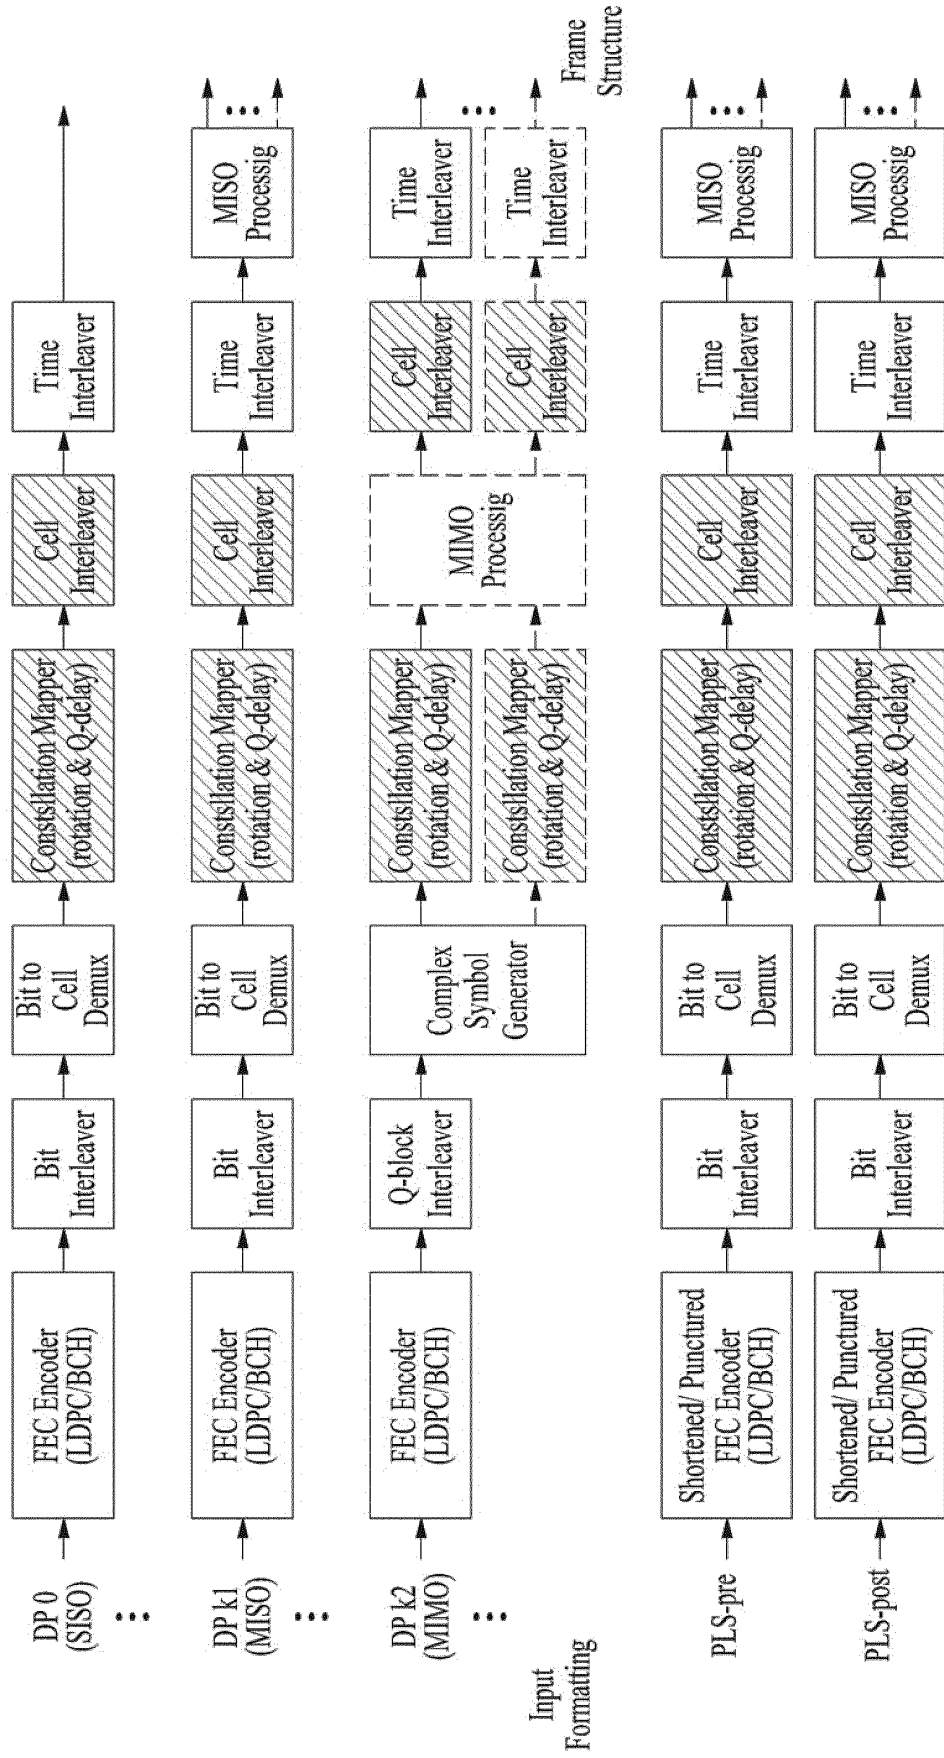 DP 0
(SISO)
FEC Encoder
(LDPC/BCH)
Bit
Interleaver
Bit to
Cell
Demux
Constsllation Mapper
(rotation & Q-delay)
Cell
Interleaver
Time
Interleaver
DP k1
(MISO)
FEC Encoder
(LDPC/BCH)
Bit
Interleaver
Bit to
Cell
Demux
Constsllation Mapper
(rotation & Q-delay)
Cell
Interleaver
Time
Interleaver
MISO
Processig
DP k2
(MIMO)
FEC Encoder
(LDPC/BCH)
Q-block
Interleaver
Complex
Symbol
Generator
Constsllation Mapper
(rotation & Q-delay)
Constsllation Mapper
(rotation & Q-delay)
MIMO
Processig
Cell
Interleaver
Cell
Interleaver
Time
Interleaver
Time
Interleaver
Input
Formatting
Frame
Structure
PLS-pre
Shortened/ Punctured
FEC Encoder
(LDPC/BCH)
Bit
Interleaver
Bit to
Cell
Demux
Constsllation Mapper
(rotation & Q-delay)
Cell
Interleaver
Time
Interleaver
MISO
Processig
PLS-post
Shortened/ Punctured
FEC Encoder
(LDPC/BCH)
Bit
Interleaver
Bit to
Cell
Demux
Constsllation Mapper
(rotation & Q-delay)
Cell
Interleaver
Time
Interleaver
MISO
Processig